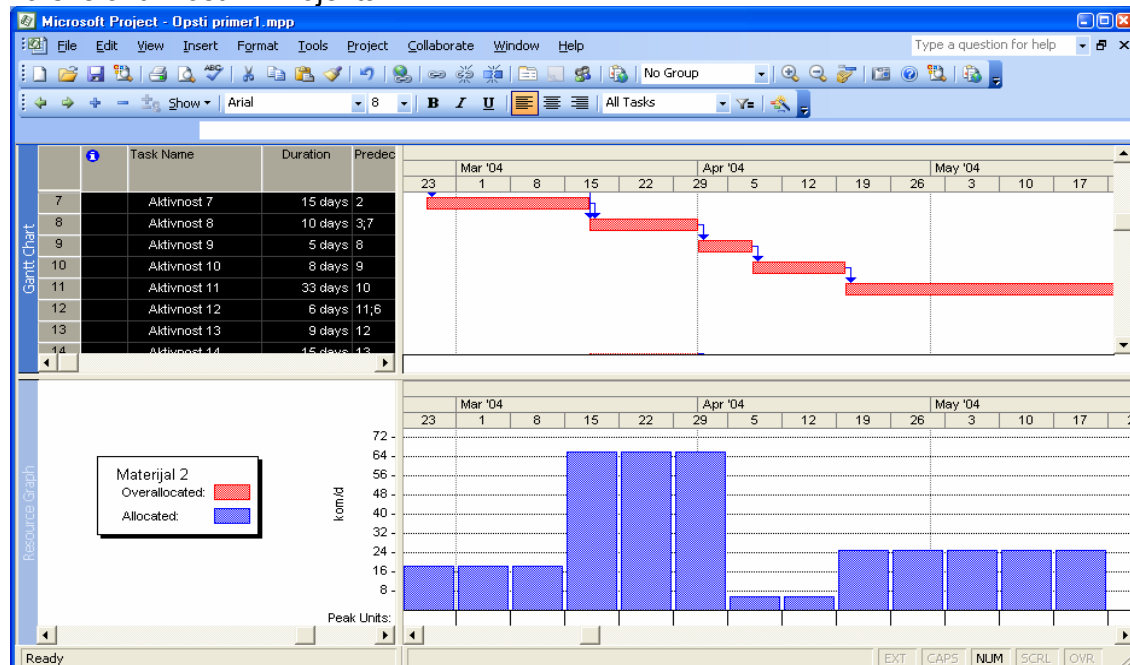 Microsoft Project - Opsti primer1.mpp
File Edit View Insert Format Tools Project Collaborate Window Help Type a question for help
No Group
Show Arial 8 B I U All Tasks
Task Name Duration Predec
Mar '04 Apr '04 May '04
23 1 8 15 22 29 5 12 19 26 3 10 17
7 Aktivnost 7 15 days 2
8 Aktivnost 8 10 days 3;7
9 Aktivnost 9 5 days 8
10 Aktivnost 10 8 days 9
11 Aktivnost 11 33 days 10
12 Aktivnost 12 6 days 11;6
13 Aktivnost 13 9 days 12
14 Aktivnost 14 15 days 13
Gantt Chart
Mar '04 Apr '04 May '04
23 1 8 15 22 29 5 12 19 26 3 10 17
72
64
56
48
40
32
24
16
8
kom/d
Materijal 2
Overallocated:
Allocated:
Peak Units:
Resource Graph
Ready EXT CAPS NUM SCRL OVR